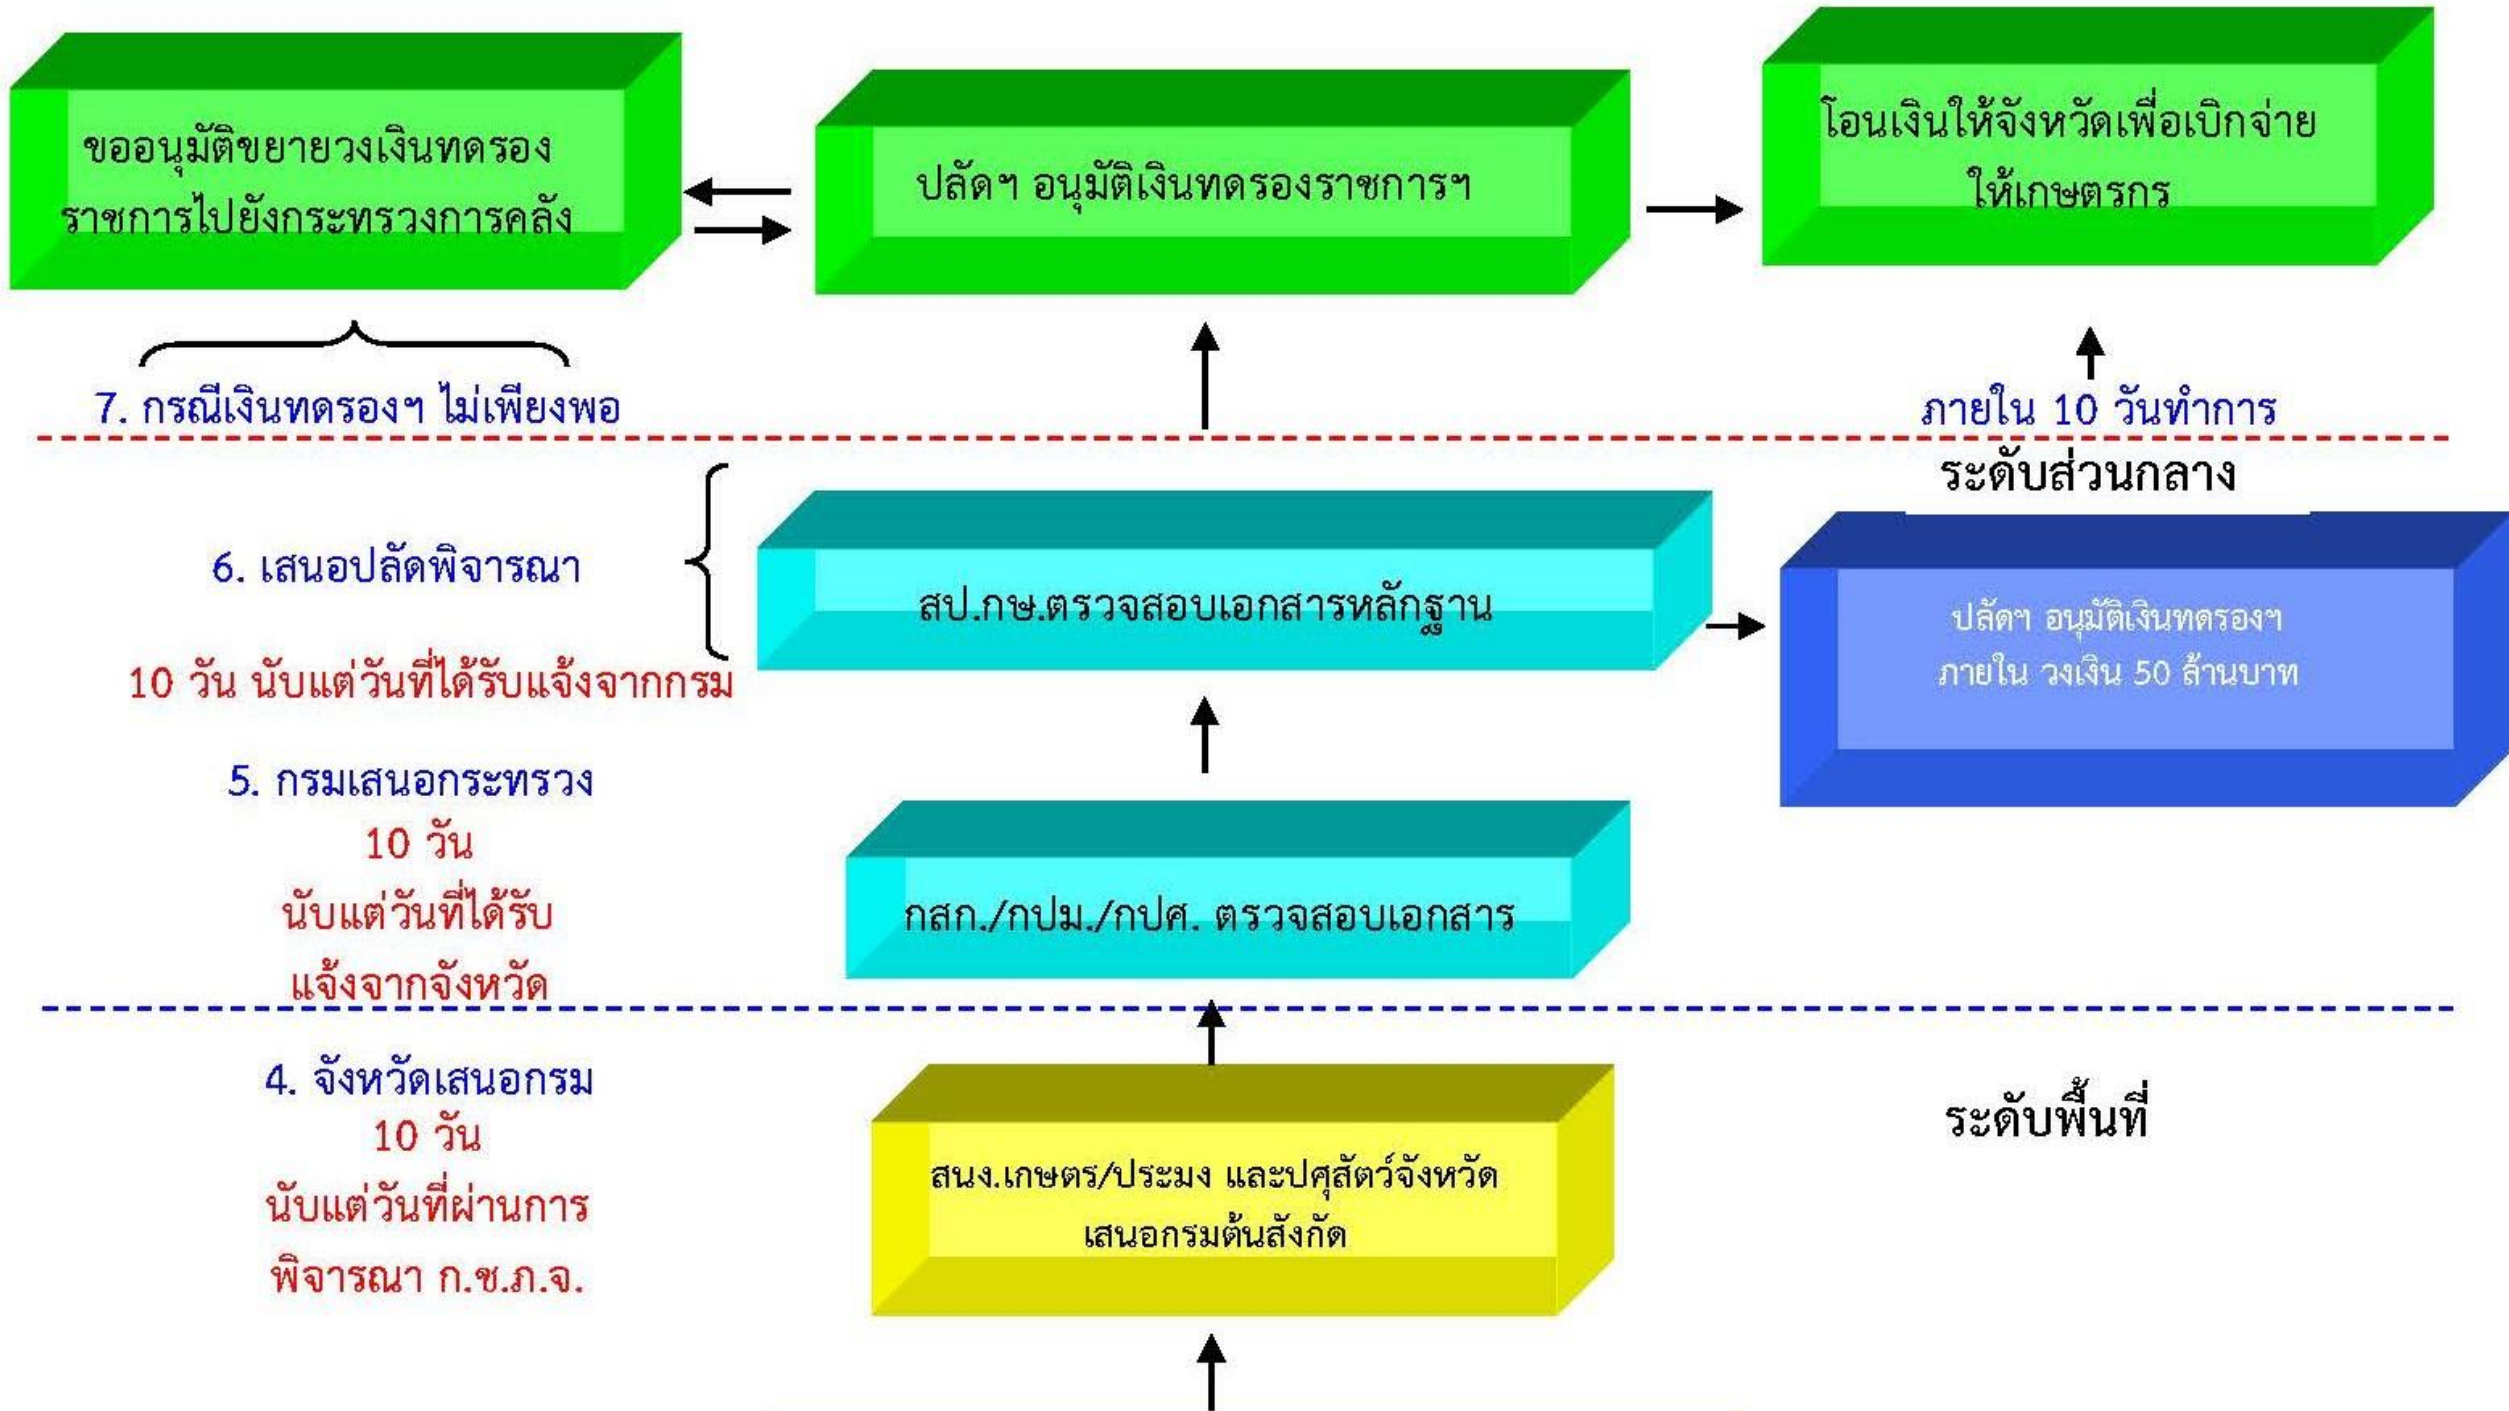 ขออนุมัติขยายวงเงินทดรอง
ราชการไปยังกระทรวงการคลัง
ปลัดฯ อนุมัติเงินทดรองราชการฯ
โอนเงินให้จังหวัดเพื่อเบิกจ่าย
ให้เกษตรกร
7. กรณีเงินทดรองฯ ไม่เพียงพอ
ภายใน 10 วันทำการ
ระดับส่วนกลาง
6. เสนอปลัดพิจารณา
10 วัน นับแต่วันที่ได้รับแจ้งจากกรม
สป.กษ.ตรวจสอบเอกสารหลักฐาน
ปลัดฯ อนุมัติเงินทดรองฯ
ภายใน วงเงิน 50 ล้านบาท
5. กรมเสนอกระทรวง
10 วัน
นับแต่วันที่ได้รับ
แจ้งจากจังหวัด
กสก./กปม./กปศ. ตรวจสอบเอกสาร
4. จังหวัดเสนอกรม
10 วัน
นับแต่วันที่ผ่านการ
พิจารณา ก.ช.ภ.จ.
สนง.เกษตร/ประมง และปศุสัตว์จังหวัด
เสนอกรมต้นสังกัด
ระดับพื้นที่